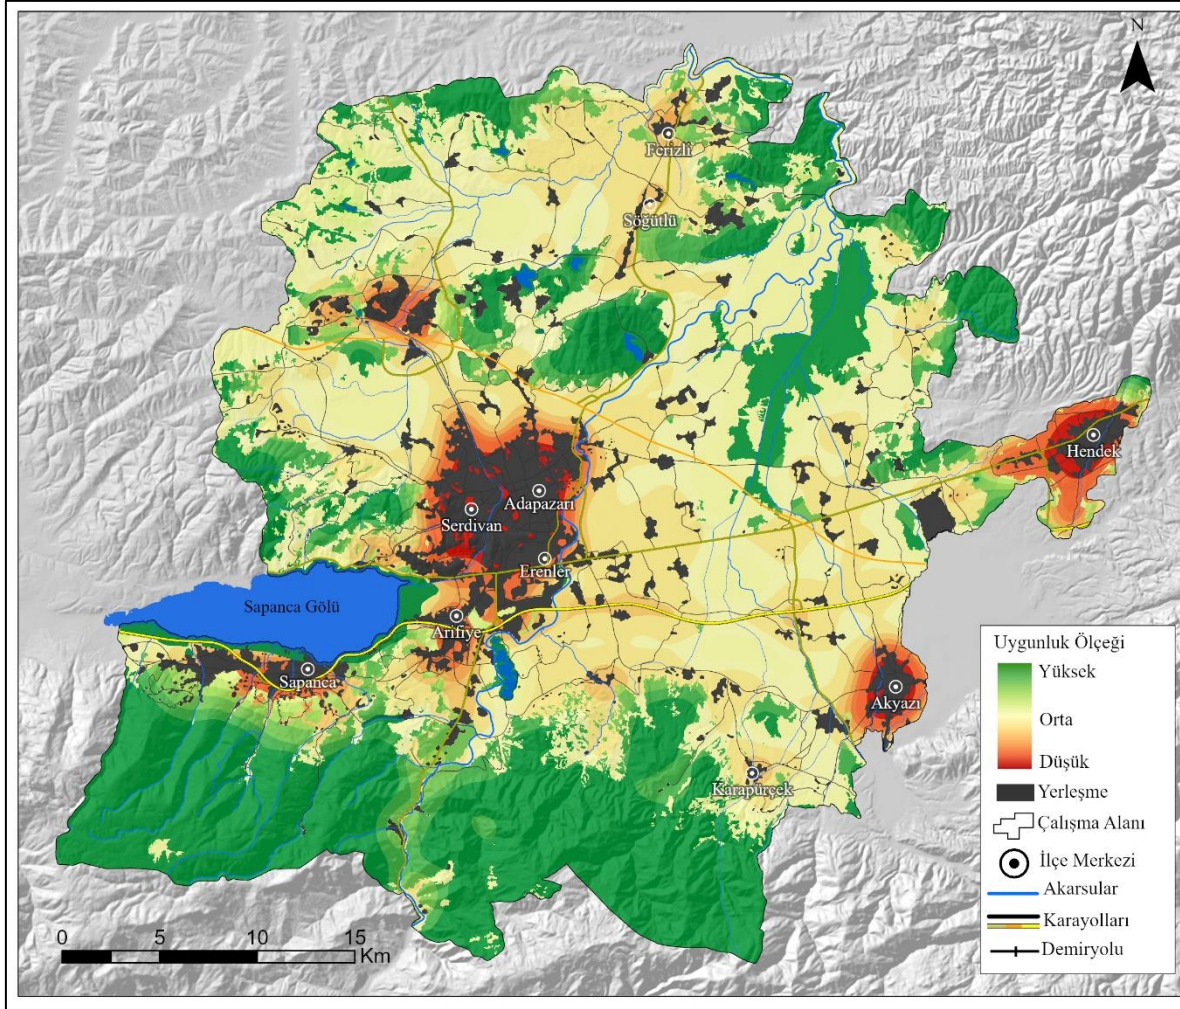 N
Ferizli
Söğütlü
Hendek
Adapazarı
Serdivan
Erenler
Sapanca Gölü
Arifiye
Sapanca
Akyazı
Karapürçek
Uygunluk Ölçeği
Yüksek
Orta
Düşük
Yerleşme
Çalışma Alanı
İlçe Merkezi
Akarsular
Karayolları
Demiryolu
0 5 10 15
Km